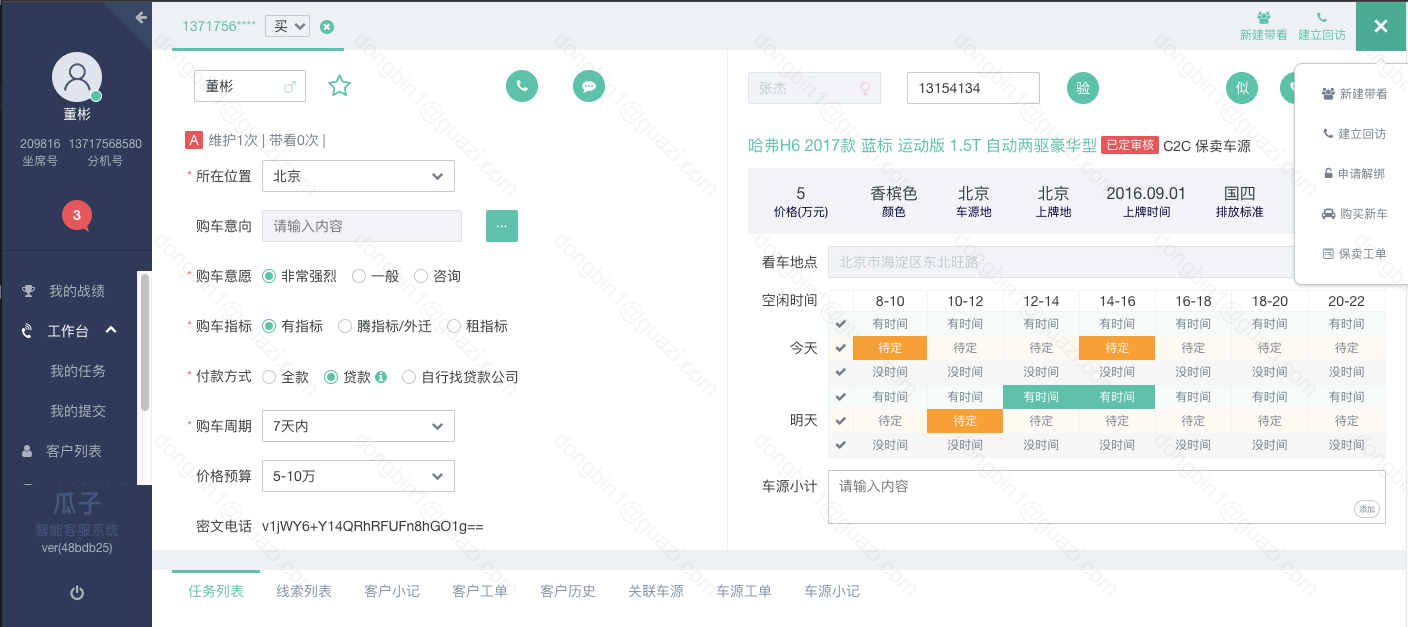 董彬
209816 13717568580
坐席号 分机号
3
我的战绩
工作台
我的任务
我的提交
客户列表
瓜子
智能客服系统
ver(48bdb25)
1371756****
买
新建带看 建立回访
董彬
A 维护1次 | 带看0次 |
* 所在位置 北京
购车意向 请输入内容 ...
* 购车意愿 非常强烈 一般 咨询
* 购车指标 有指标 腾指标/外迁 租指标
* 付款方式 全款 贷款 自行找贷款公司
* 购车周期 7天内
价格预算 5-10万
密文电话 v1jWY6+Y14QRhRFUFn8hGO1g==
张杰 13154134 验 似
哈弗H6 2017款 蓝标 运动版 1.5T 自动两驱豪华型 已定审核 C2C 保卖车源
5 香槟色 北京 北京 2016.09.01 国四
价格(万元) 颜色 车源地 上牌地 上牌时间 排放标准
看车地点 北京市海淀区东北旺路
空闲时间 8-10 10-12 12-14 14-16 16-18 18-20 20-22
有时间 有时间 有时间 有时间 有时间 有时间 有时间
今天 待定 待定 待定 待定 待定 待定 待定
没时间 没时间 没时间 没时间 没时间 没时间 没时间
有时间 有时间 有时间 有时间 有时间 有时间 有时间
明天 待定 待定 待定 待定 待定 待定 待定
没时间 没时间 没时间 没时间 没时间 没时间 没时间
车源小计 请输入内容
添加
新建带看
建立回访
申请解绑
购买新车
保卖工单
任务列表 线索列表 客户小记 客户工单 客户历史 关联车源 车源工单 车源小记
dongbin1@guazi.com